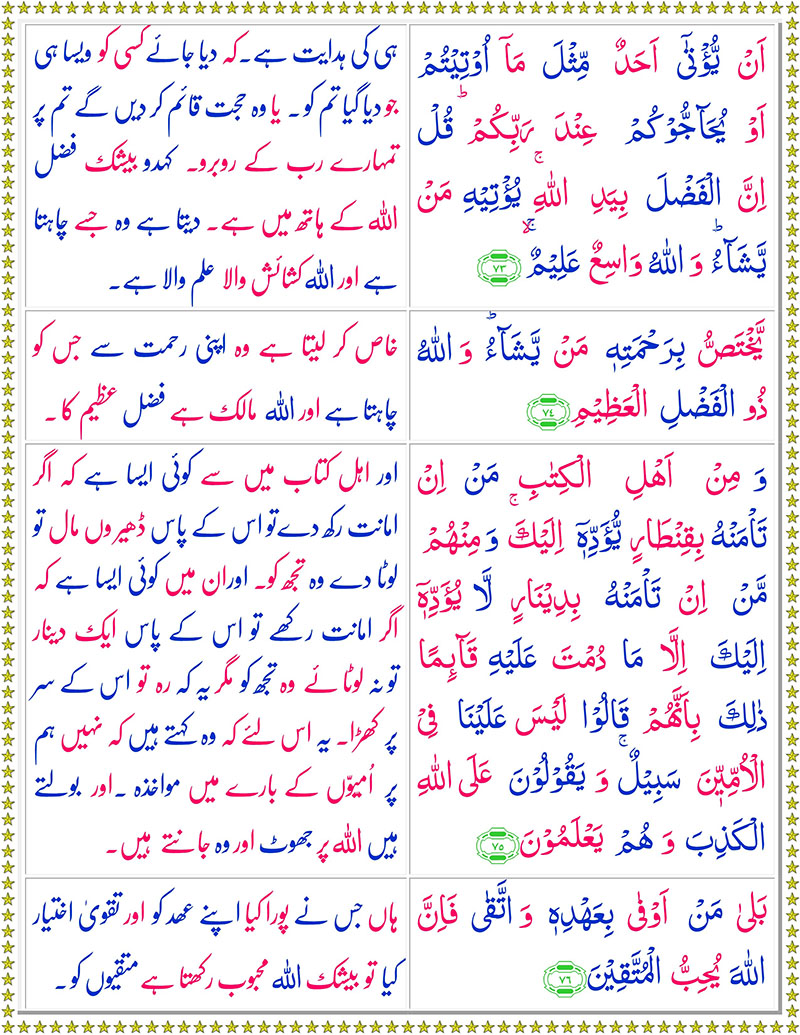 اَنْ يُّؤْتٰۤى اَحَدٌ مِّثْلَ مَاۤ اُوْتِيْتُمْ
اَوْ يُحَآجُّوْكُمْ عِنْدَ رَبِّكُمْ ؕ قُلْ
اِنَّ الْفَضْلَ بِيَدِ اللّٰهِ ۚ يُؤْتِيْهِ مَنْ
يَّشَآءُ ؕ وَ اللّٰهُ وَاسِعٌ عَلِيْمٌ ۚۙ ۷۳
ہی کی ہدایت ہے۔ کہ دیا جائے کسی کو ویسا ہی
جو دیا گیا تم کو۔ یا وہ حجت قائم کر دیں گے تم پر
تمہارے رب کے روبرو۔ کہدو بیشک فضل
اللہ کے ہاتھ میں ہے۔ دیتا ہے وہ جسے چاہتا
ہے اور اللہ کشائش والا علم والا ہے۔
يَّخْتَصُّ بِرَحْمَتِهٖ مَنْ يَّشَآءُ ؕ وَ اللّٰهُ
ذُو الْفَضْلِ الْعَظِيْمِ ۷۴
خاص کر لیتا ہے وہ اپنی رحمت سے جس کو
چاہتا ہے اور اللہ مالک ہے فضل عظیم کا۔
وَ مِنْ اَهْلِ الْكِتٰبِ مَنْ اِنْ
تَاْمَنْهُ بِقِنْطَارٍ يُّؤَدِّهٖۤ اِلَيْكَ ۚ وَ مِنْهُمْ
مَّنْ اِنْ تَاْمَنْهُ بِدِيْنَارٍ لَّا يُؤَدِّهٖۤ
اِلَيْكَ اِلَّا مَا دُمْتَ عَلَيْهِ قَآىِٕمًا
ذٰلِكَ بِاَنَّهُمْ قَالُوْا لَيْسَ عَلَيْنَا فِیْ
الْاُمِّيّٖنَ سَبِيْلٌ ۚ وَ يَقُوْلُوْنَ عَلَى اللّٰهِ
الْكَذِبَ وَ هُمْ يَعْلَمُوْنَ ۷۵
اور اہل کتاب میں سے کوئی ایسا ہے کہ اگر
امانت رکھ دے تو اس کے پاس ڈھیروں مال تو
لوٹا دے وہ تجھ کو۔ اور ان میں کوئی ایسا ہے کہ
اگر امانت رکھے تو اس کے پاس ایک دینار
تو نہ لوٹائے وہ تجھ کو مگر یہ کہ رہ تو اس کے سر
پر کھڑا۔ یہ اس لئے کہ وہ کہتے ہیں کہ نہیں ہم
پر اُمیّوں کے بارے میں مواخذہ۔ اور بولتے
ہیں اللہ پر جھوٹ اور وہ جانتے ہیں۔
بَلٰى مَنْ اَوْفٰى بِعَهْدِهٖ وَ اتَّقٰى فَاِنَّ
اللّٰهَ يُحِبُّ الْمُتَّقِيْنَ ۷۶
ہاں جس نے پورا کیا اپنے عہد کو اور تقویٰ اختیار
کیا تو بیشک اللہ محبوب رکھتا ہے متقیوں کو۔